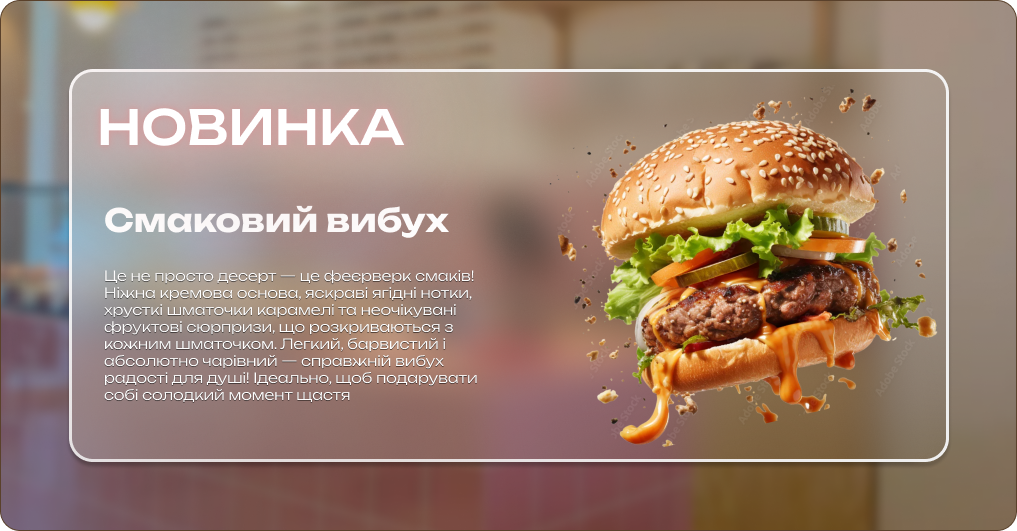 НОВИНКА
Смаковий вибух
Це не просто десерт — це феєрверк смаків!
Ніжна кремова основа, яскраві ягідні нотки,
хрусткі шматочки карамелі та неочікувані
фруктові сюрпризи, що розкриваються з
кожним шматочком. Легкий, барвистий і
абсолютно чарівний — справжній вибух
радості для душі! Ідеально, щоб подарувати
собі солодкий момент щастя